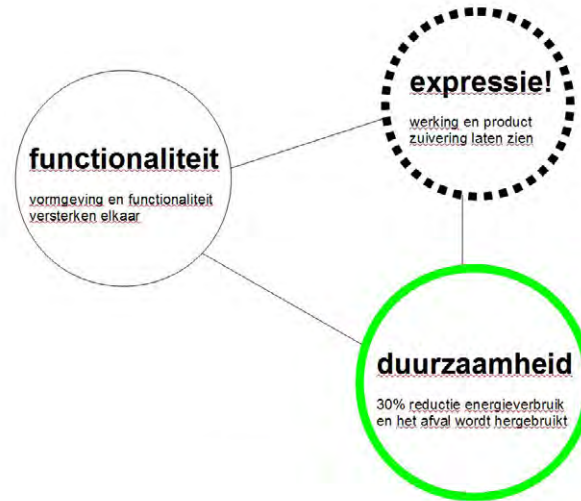 functionaliteit
vormgeving en functionaliteit
versterken elkaar
expressie!
werking en product
zuivering laten zien
duurzaamheid
30% reductie energieverbruik
en het afval wordt hergebruikt